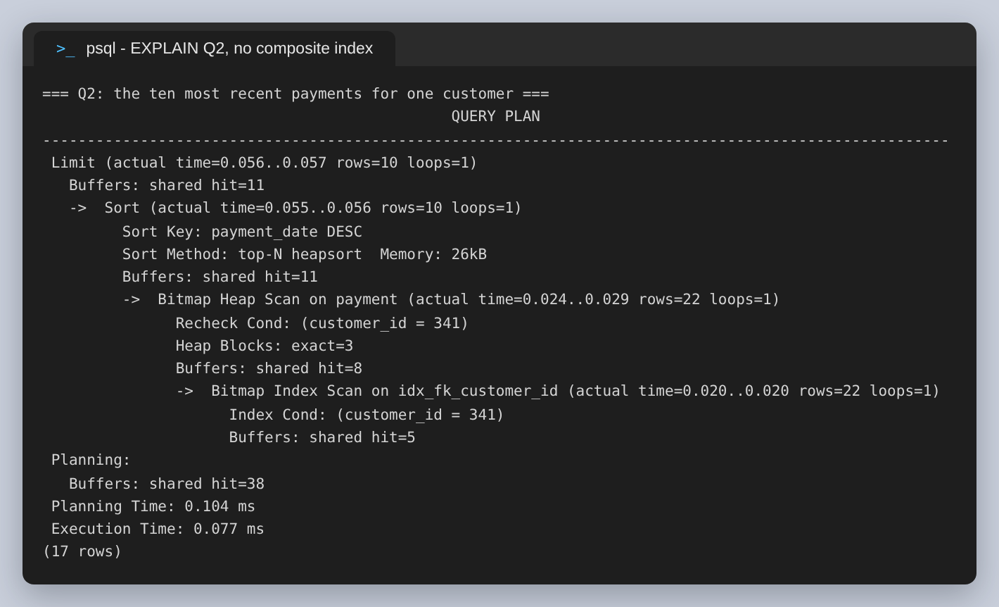 >_ psql - EXPLAIN Q2, no composite index
=== Q2: the ten most recent payments for one customer ===
                                              QUERY PLAN
------------------------------------------------------------------------------------------------------
 Limit (actual time=0.056..0.057 rows=10 loops=1)
   Buffers: shared hit=11
   ->  Sort (actual time=0.055..0.056 rows=10 loops=1)
         Sort Key: payment_date DESC
         Sort Method: top-N heapsort  Memory: 26kB
         Buffers: shared hit=11
         ->  Bitmap Heap Scan on payment (actual time=0.024..0.029 rows=22 loops=1)
               Recheck Cond: (customer_id = 341)
               Heap Blocks: exact=3
               Buffers: shared hit=8
               ->  Bitmap Index Scan on idx_fk_customer_id (actual time=0.020..0.020 rows=22 loops=1)
                     Index Cond: (customer_id = 341)
                     Buffers: shared hit=5
 Planning:
   Buffers: shared hit=38
 Planning Time: 0.104 ms
 Execution Time: 0.077 ms
(17 rows)